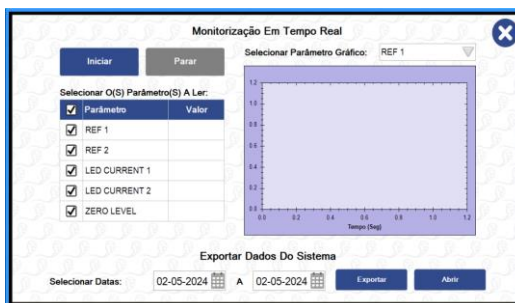 Monitorização Em Tempo Real
Iniciar
Parar
Selecionar Parâmetro Gráfico: REF 1
Selecionar O(S) Parâmetro(S) A Ler:
Parâmetro Valor
REF 1
REF 2
LED CURRENT 1
LED CURRENT 2
ZERO LEVEL
1.2
1.0
0.8
0.6
0.4
0.2
0.0
0.0 0.2 0.4 0.6 0.8 1.0 1.2
Tempo (Seg)
Exportar Dados Do Sistema
Selecionar Datas: 02-05-2024 A 02-05-2024 Exportar Abrir